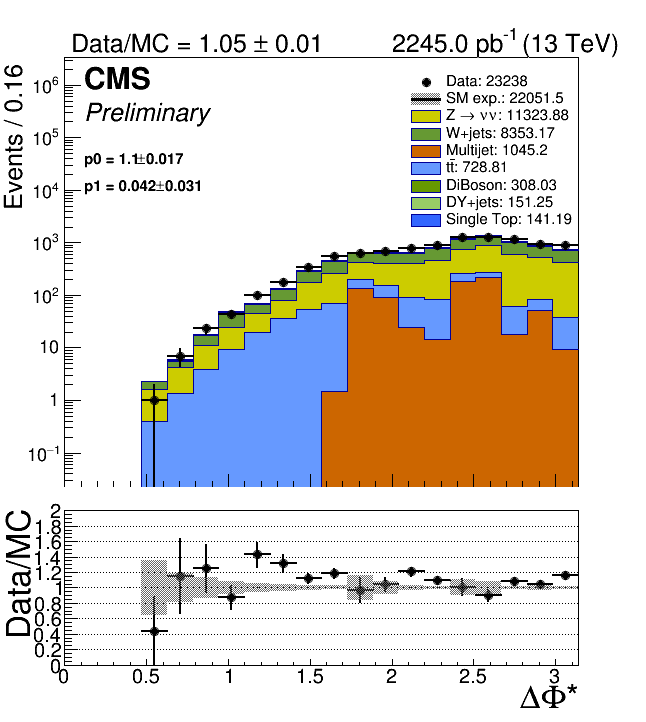 Data/MC = 1.05 ± 0.01 2245.0 pb⁻¹ (13 TeV)
Events / 0.16
CMS
Preliminary
p0 = 1.1±0.017
p1 = 0.042±0.031
Data: 23238
SM exp.: 22051.5
Z → νν: 11323.88
W+jets: 8353.17
Multijet: 1045.2
tt̄: 728.81
DiBoson: 308.03
DY+jets: 151.25
Single Top: 141.19
10⁶
10⁵
10⁴
10³
10²
10
1
10⁻¹
Data/MC
2
1.8
1.6
1.4
1.2
1
0.8
0.6
0.4
0.2
0
0 0.5 1 1.5 2 2.5 3
ΔΦ*